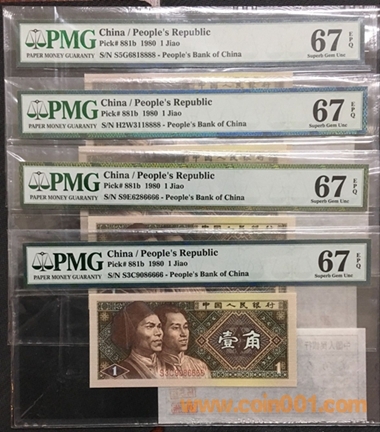 PMG
PAPER MONEY GUARANTY
China / People's Republic
Pick# 881b 1980 1 Jiao
S/N S5G6818888 - People's Bank of China
67 EPQ
Superb Gem Unc
PMG
PAPER MONEY GUARANTY
China / People's Republic
Pick# 881b 1980 1 Jiao
S/N H2W3118888 - People's Bank of China
67 EPQ
Superb Gem Unc
PMG
PAPER MONEY GUARANTY
China / People's Republic
Pick# 881b 1980 1 Jiao
S/N S9E6286666 - People's Bank of China
67 EPQ
Superb Gem Unc
PMG
PAPER MONEY GUARANTY
China / People's Republic
Pick# 881b 1980 1 Jiao
S/N S3C9086666 - People's Bank of China
67 EPQ
Superb Gem Unc
中国人民银行
壹角
1
S3C9086666
1
www.coin001.com